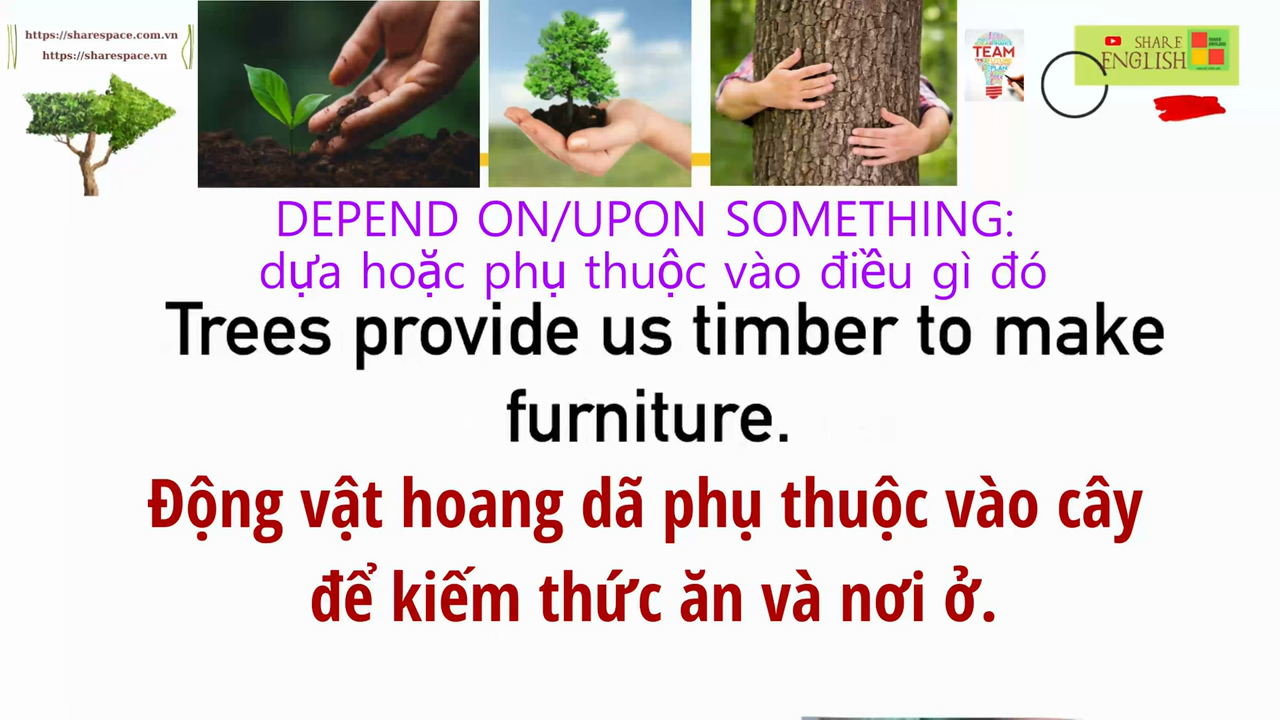 https://sharespace.com.vn
https://sharespace.vn
TEAM
PLAN
SHARE
ENGLISH
DEPEND ON/UPON SOMETHING:
dựa hoặc phụ thuộc vào điều gì đó
Trees provide us timber to make
furniture.
Động vật hoang dã phụ thuộc vào cây
để kiếm thức ăn và nơi ở.